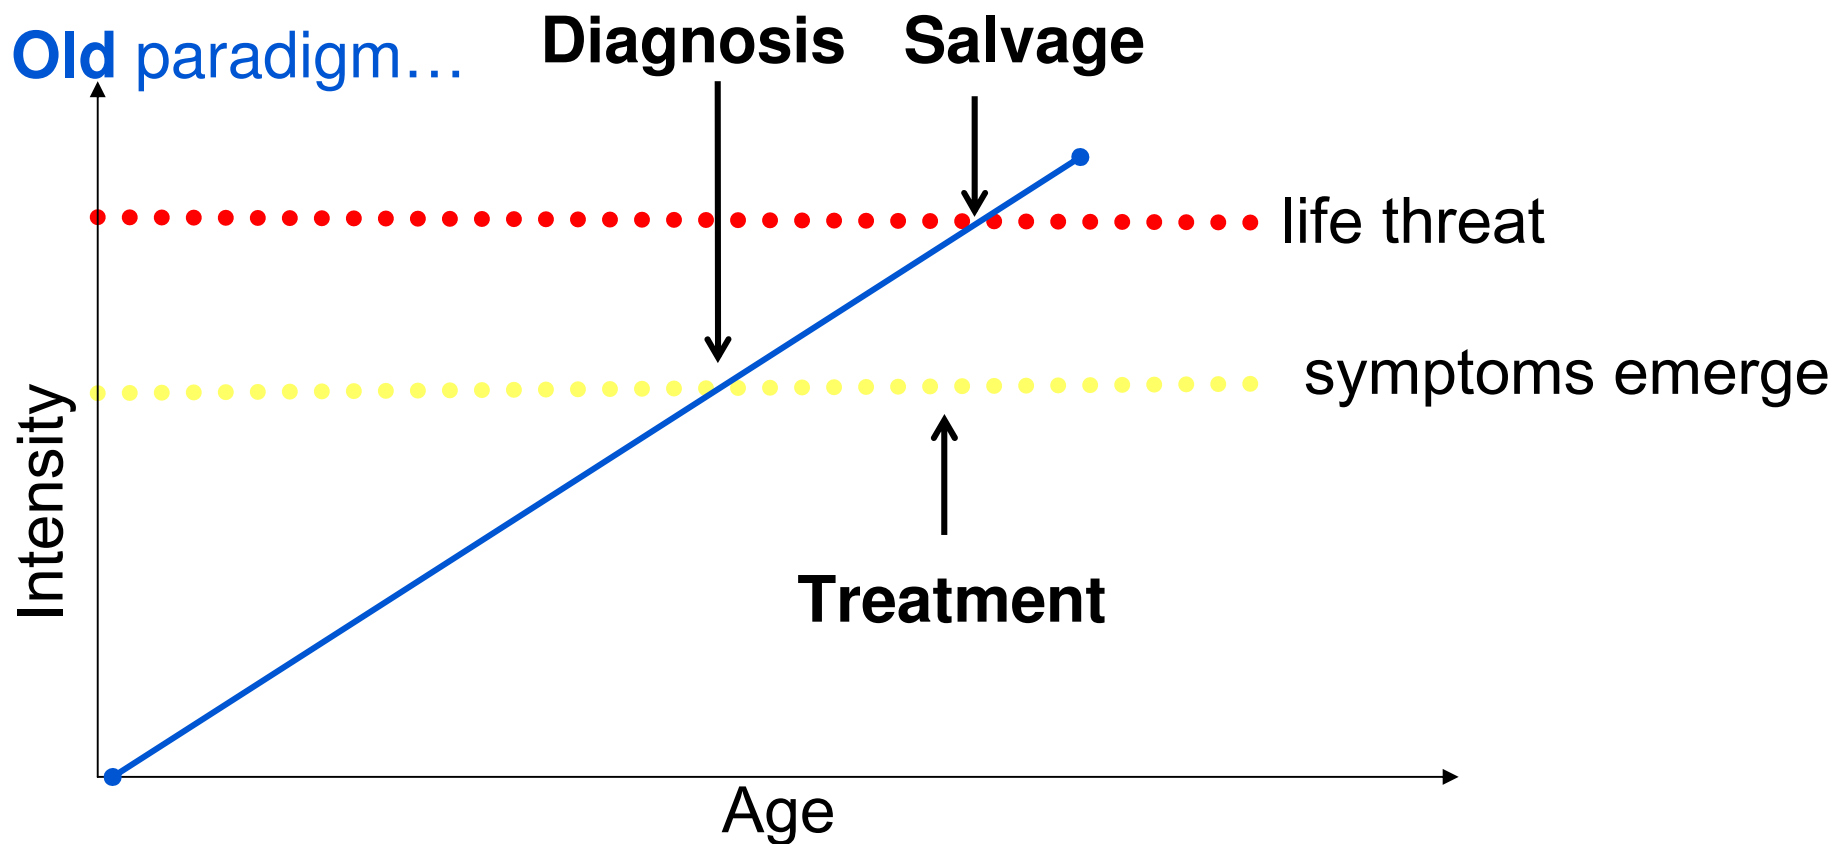 Old paradigm…
Diagnosis
Salvage
life threat
symptoms emerge
Intensity
Treatment
Age